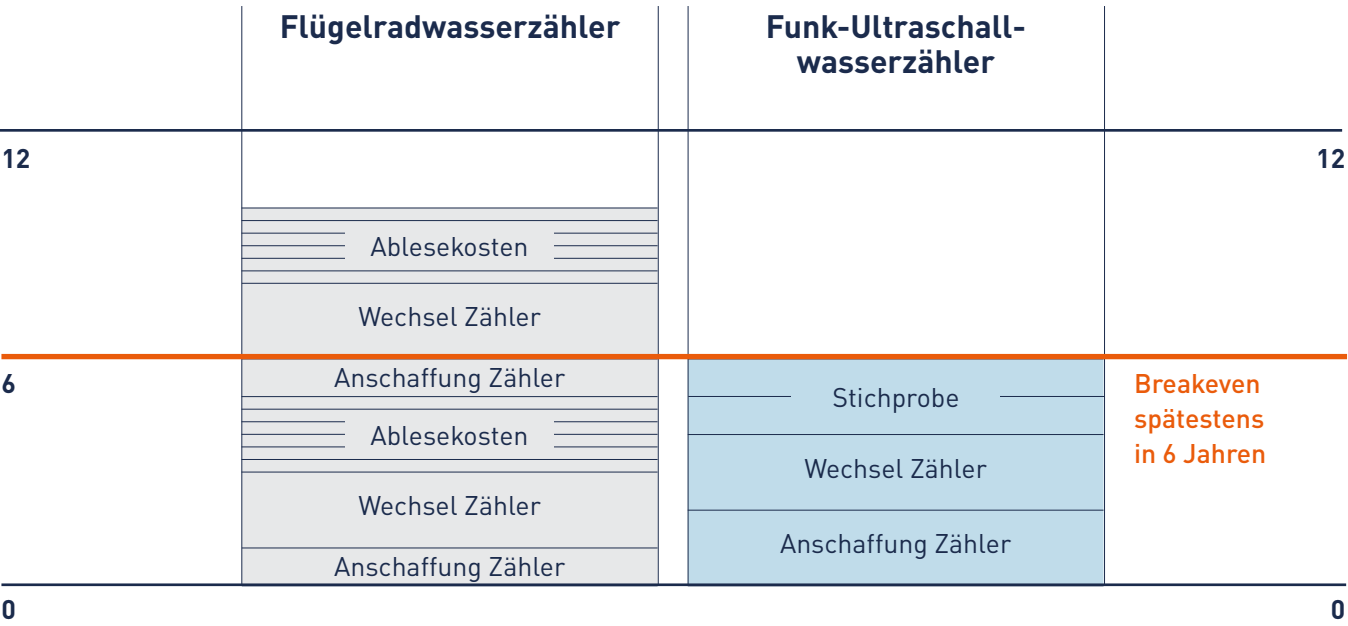 Flügelradwasserzähler
Funk-Ultraschall-
wasserzähler
12
12
Ablesekosten
Wechsel Zähler
Anschaffung Zähler
6
Ablesekosten
Wechsel Zähler
Anschaffung Zähler
Stichprobe
Wechsel Zähler
Anschaffung Zähler
Breakeven
spätestens
in 6 Jahren
0
0